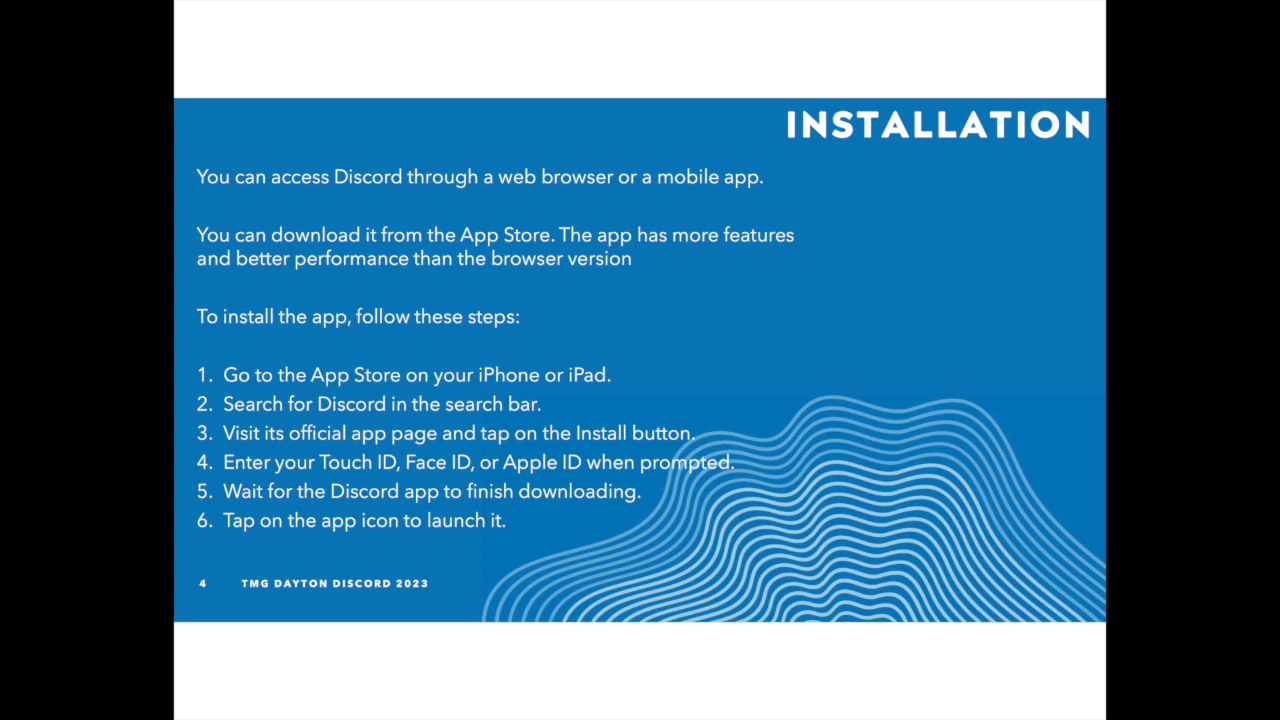 INSTALLATION
You can access Discord through a web browser or a mobile app.
You can download it from the App Store. The app has more features
and better performance than the browser version
To install the app, follow these steps:
1. Go to the App Store on your iPhone or iPad.
2. Search for Discord in the search bar.
3. Visit its official app page and tap on the Install button.
4. Enter your Touch ID, Face ID, or Apple ID when prompted.
5. Wait for the Discord app to finish downloading.
6. Tap on the app icon to launch it.
4 TMG DAYTON DISCORD 2023